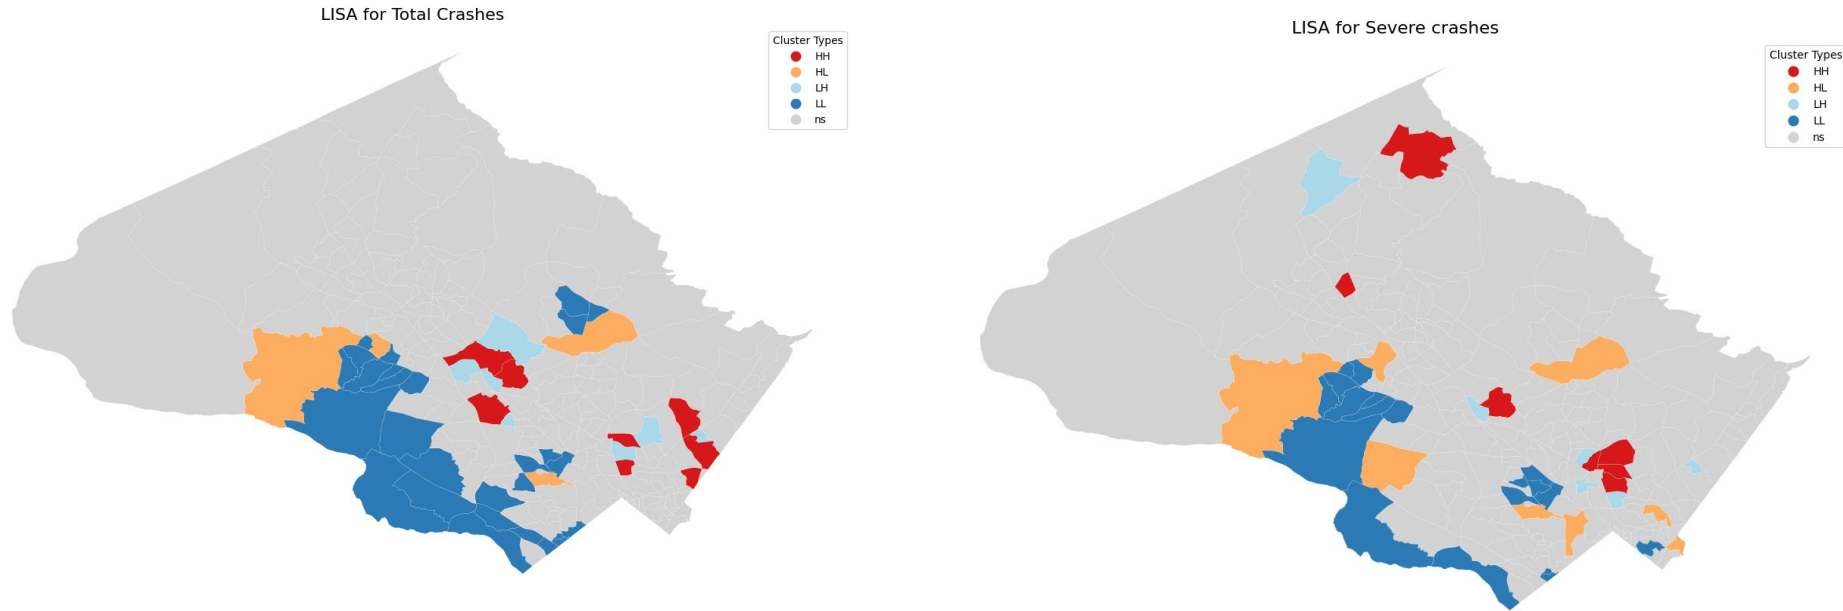 LISA for Total Crashes
Cluster Types
HH
HL
LH
LL
ns
LISA for Severe crashes
Cluster Types
HH
HL
LH
LL
ns